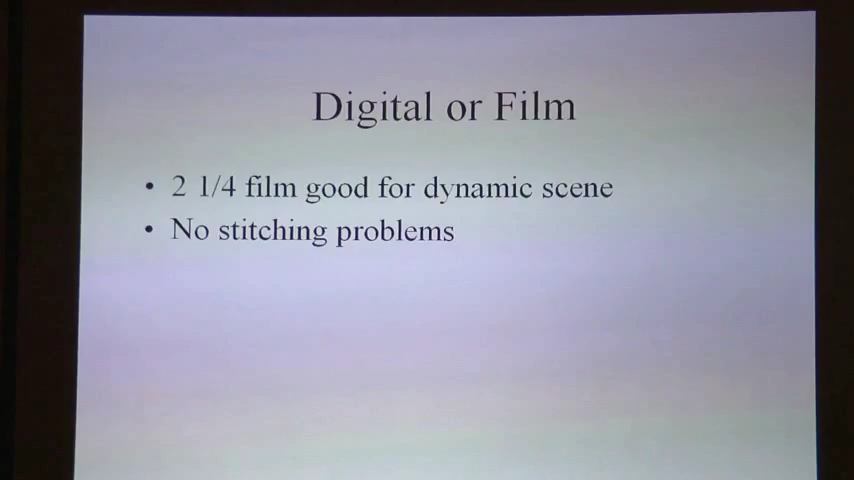 Digital or Film
• 2 1/4 film good for dynamic scene
• No stitching problems